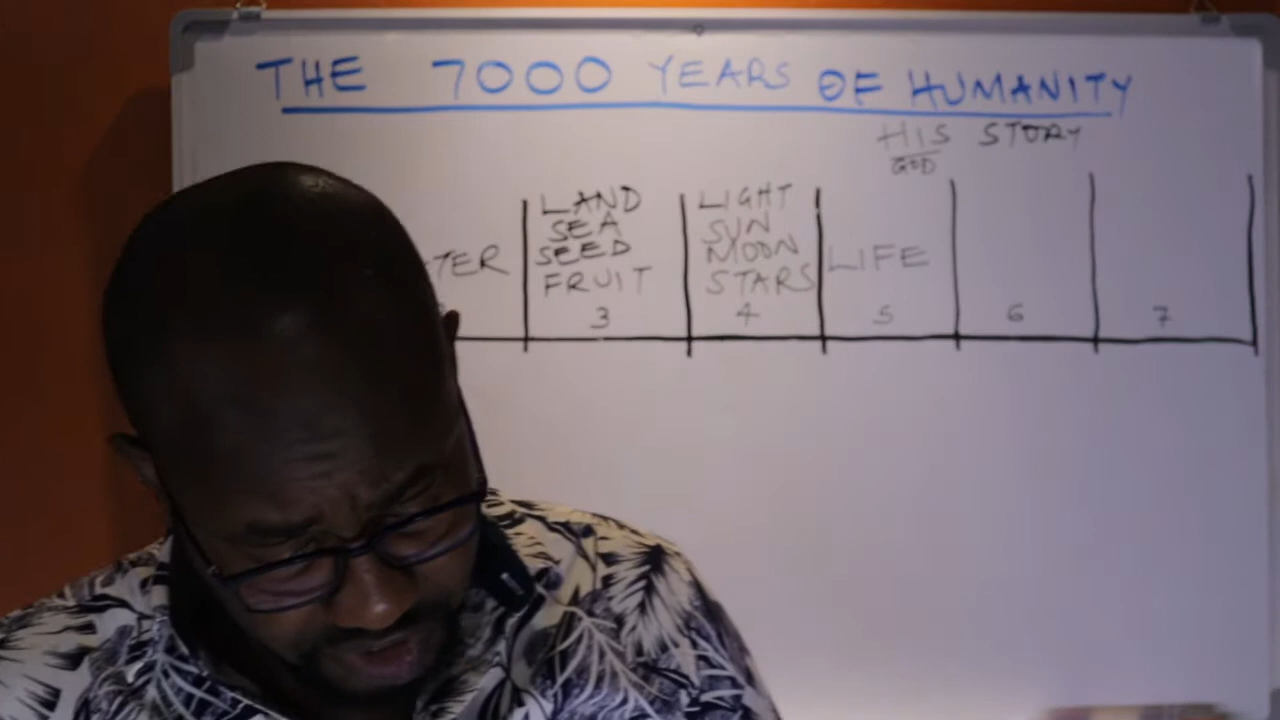 THE 7000 YEARS OF HUMANITY
HIS STORY
GOD
LAND
SEA
SEED
FRUIT
3
LIGHT
SUN
MOON
STARS
4
LIFE
5
6
7